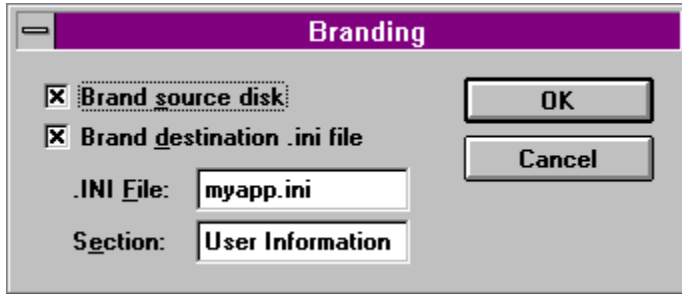 Branding
Brand source disk
OK
Brand destination .ini file
Cancel
.INI File: myapp.ini
Section: User Information